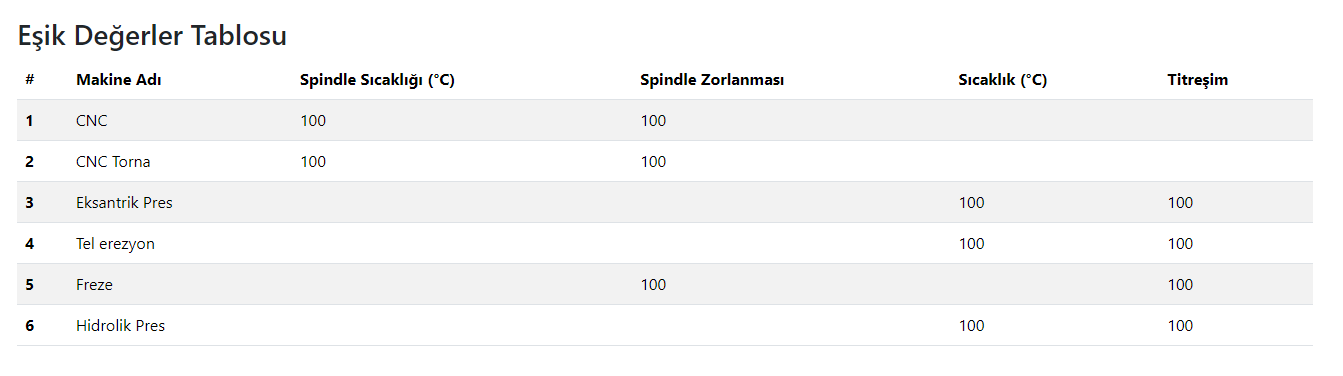 Eşik Değerler Tablosu
# Makine Adı Spindle Sıcaklığı (°C) Spindle Zorlanması Sıcaklık (°C) Titreşim
1 CNC 100 100
2 CNC Torna 100 100
3 Eksantrik Pres 100 100
4 Tel erezyon 100 100
5 Freze 100 100
6 Hidrolik Pres 100 100